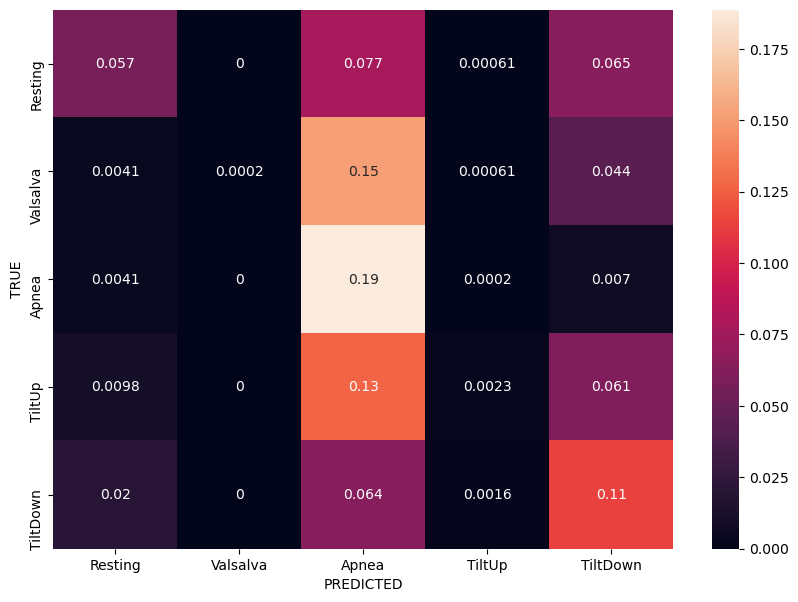 TRUE
Resting 0.057 0 0.077 0.00061 0.065
Valsalva 0.0041 0.0002 0.15 0.00061 0.044
Apnea 0.0041 0 0.19 0.0002 0.007
TiltUp 0.0098 0 0.13 0.0023 0.061
TiltDown 0.02 0 0.064 0.0016 0.11
Resting Valsalva Apnea TiltUp TiltDown
PREDICTED
0.175
0.150
0.125
0.100
0.075
0.050
0.025
0.000